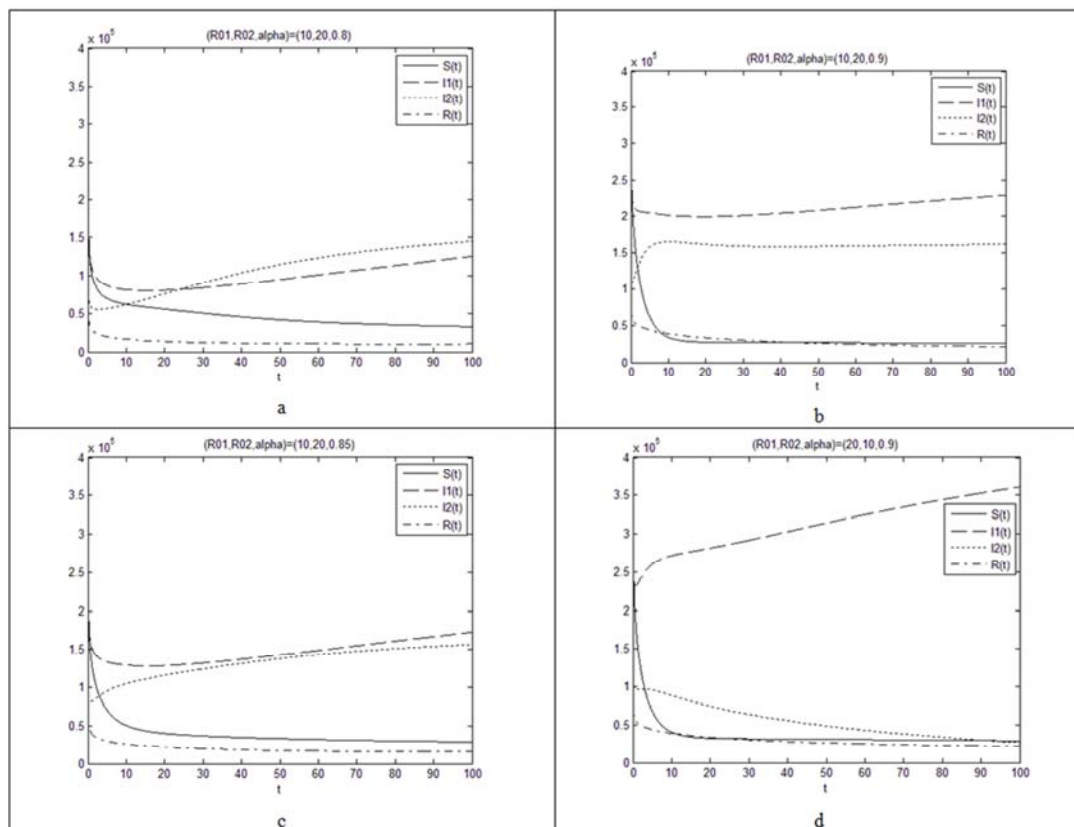 (R01,R02,alpha)=(10,20,0.8)
x 10^5
4
3.5
3
2.5
2
1.5
1
0.5
0
0 10 20 30 40 50 60 70 80 90 100
t
S(t)
I1(t)
I2(t)
R(t)
a
(R01,R02,alpha)=(10,20,0.9)
x 10^5
4
3.5
3
2.5
2
1.5
1
0.5
0
0 10 20 30 40 50 60 70 80 90 100
t
S(t)
I1(t)
I2(t)
R(t)
b
(R01,R02,alpha)=(10,20,0.85)
x 10^5
4
3.5
3
2.5
2
1.5
1
0.5
0
0 10 20 30 40 50 60 70 80 90 100
t
S(t)
I1(t)
I2(t)
R(t)
c
(R01,R02,alpha)=(20,10,0.9)
x 10^5
4
3.5
3
2.5
2
1.5
1
0.5
0
0 10 20 30 40 50 60 70 80 90 100
t
S(t)
I1(t)
I2(t)
R(t)
d